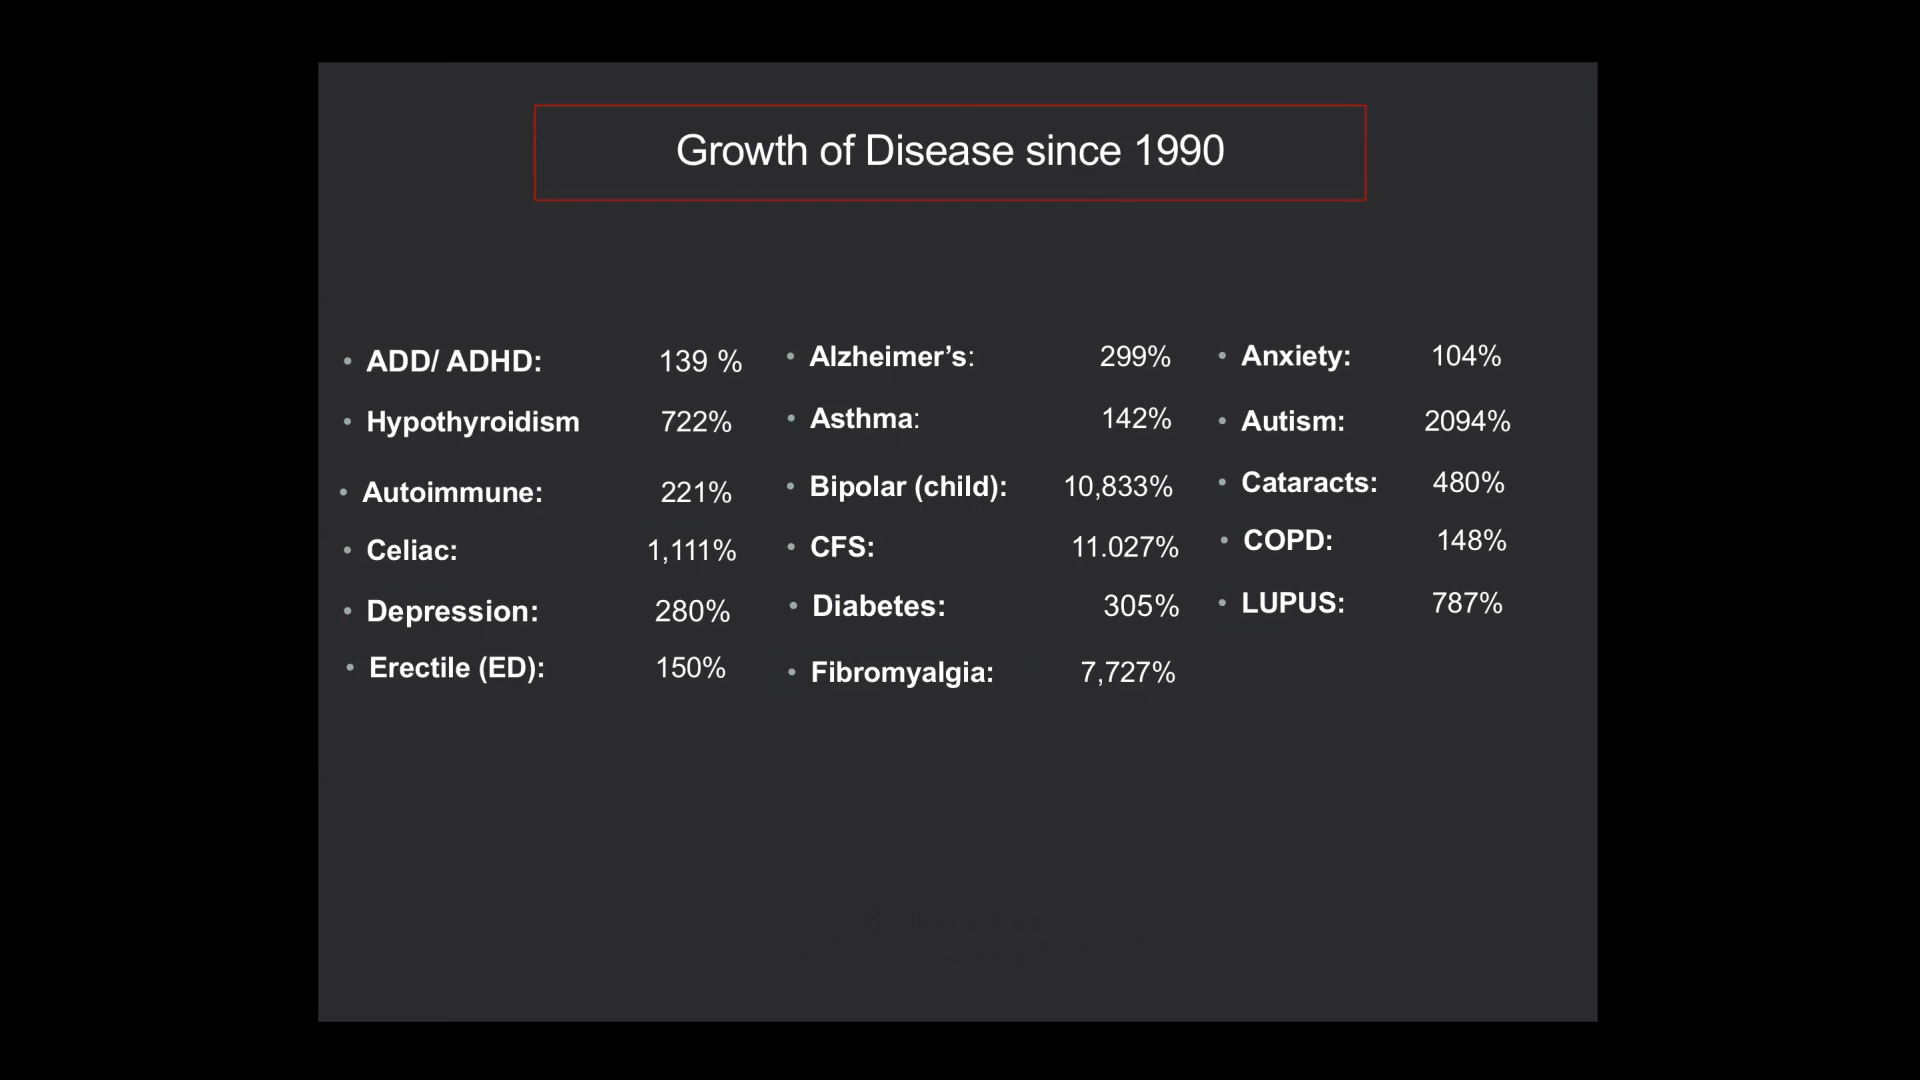 Growth of Disease since 1990
• ADD/ ADHD: 139 %
• Hypothyroidism 722%
• Autoimmune: 221%
• Celiac: 1,111%
• Depression: 280%
• Erectile (ED): 150%
• Alzheimer’s: 299%
• Asthma: 142%
• Bipolar (child): 10,833%
• CFS: 11.027%
• Diabetes: 305%
• Fibromyalgia: 7,727%
• Anxiety: 104%
• Autism: 2094%
• Cataracts: 480%
• COPD: 148%
• LUPUS: 787%